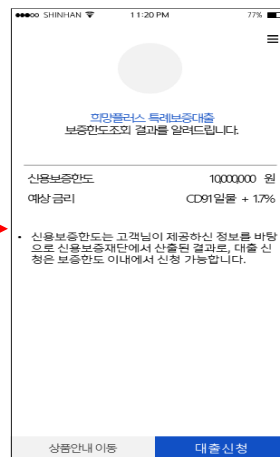 SHINHAN 11:20 PM 77%
희망플러스 특례보증대출
보증한도조회 결과를 알려드립니다.
신용보증한도 10,000,000 원
예상 금리 CD91일물 + 1.7%
• 신용보증한도는 고객님이 제공하신 정보를 바탕
으로 신용보증재단에서 산출된 결과로, 대출 신
청은 보증한도 이내에서 신청 가능합니다.
상품안내 이동 대출신청